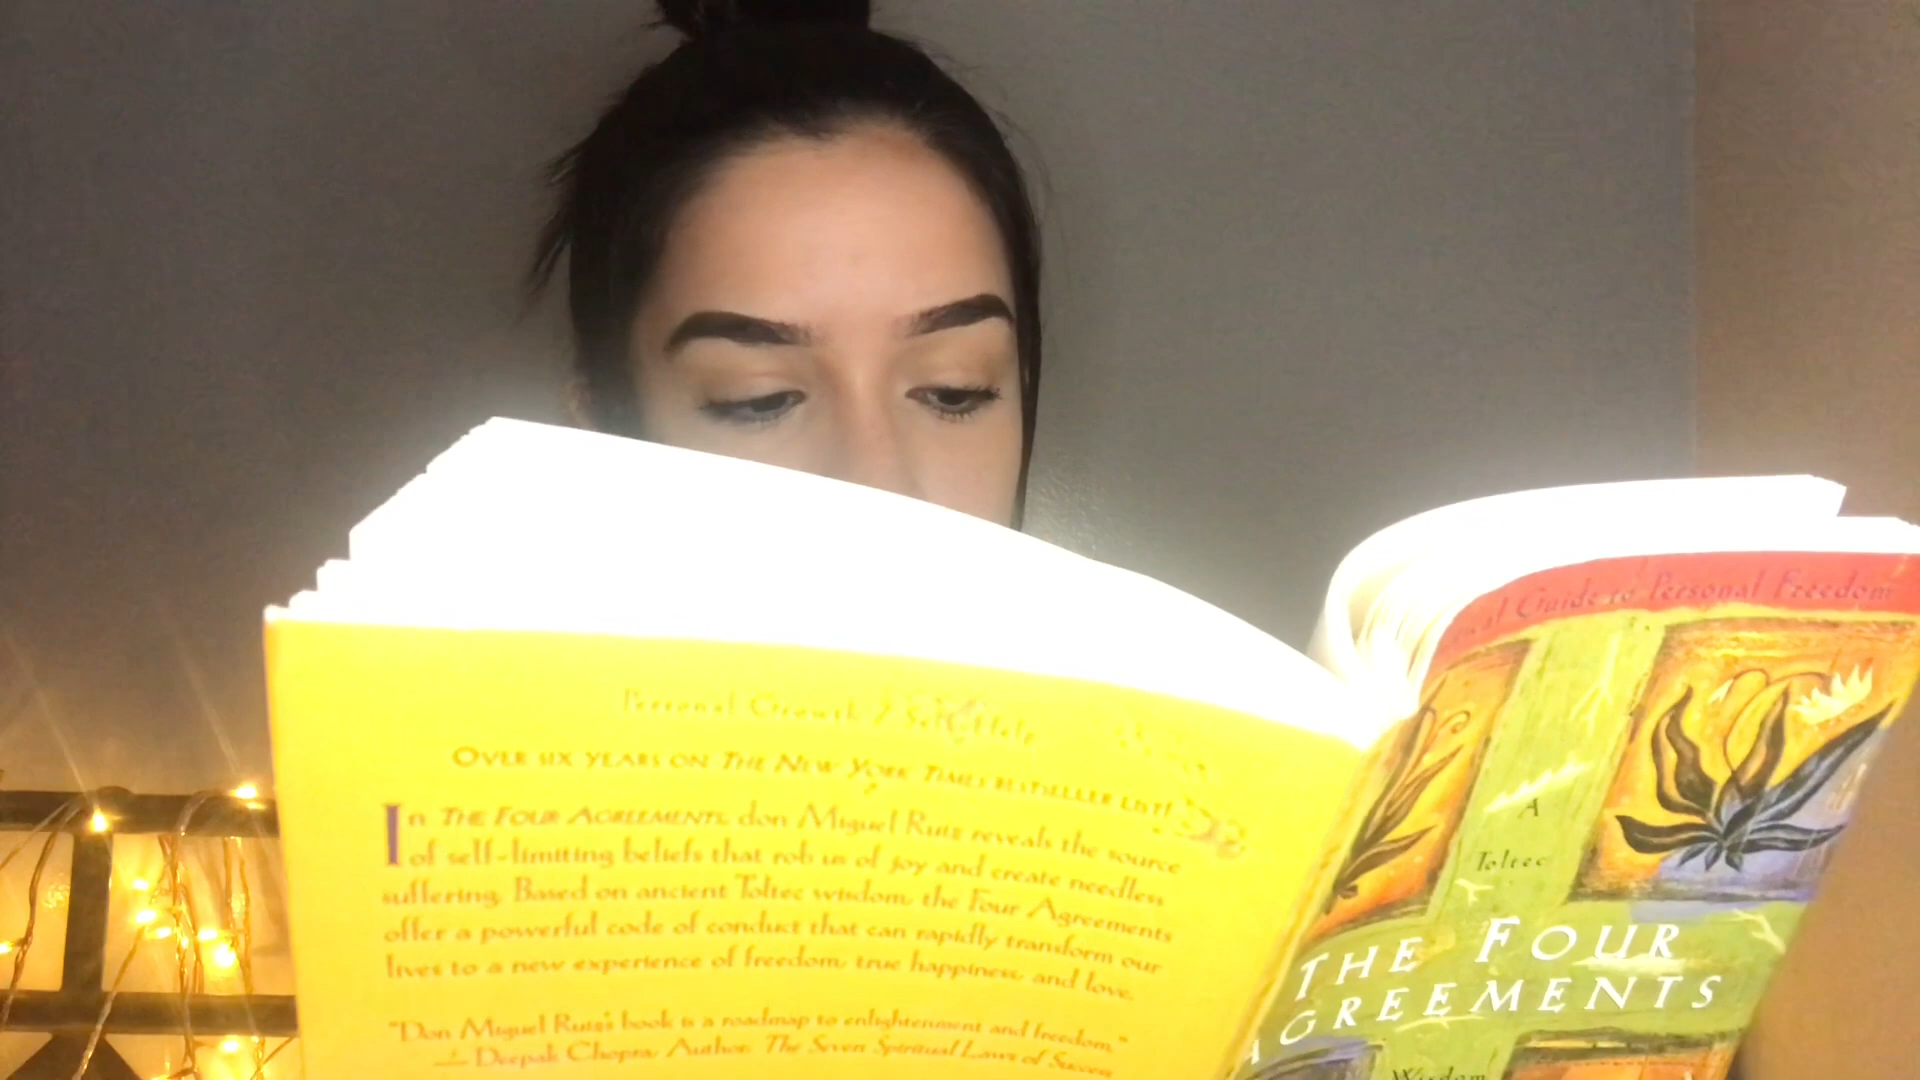 Personal Growth / Self-Help
OVER SIX YEARS ON THE NEW YORK TIMES BESTSELLER LIST!
In THE FOUR AGREEMENTS, don Miguel Ruiz reveals the source
of self-limiting beliefs that rob us of joy and create needless
suffering. Based on ancient Toltec wisdom, the Four Agreements
offer a powerful code of conduct that can rapidly transform our
lives to a new experience of freedom, true happiness, and love.
"Don Miguel Ruiz's book is a roadmap to enlightenment and freedom."
— Deepak Chopra, Author, The Seven Spiritual Laws of Success
Guide to Personal Freedom
A
Toltec
THE FOUR
AGREEMENTS
Wisdom